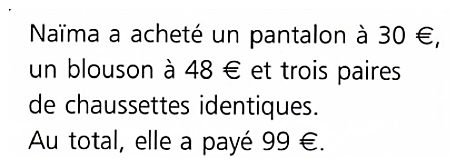 Naïma a acheté un pantalon à 30 €,
un blouson à 48 € et trois paires
de chaussettes identiques.
Au total, elle a payé 99 €.